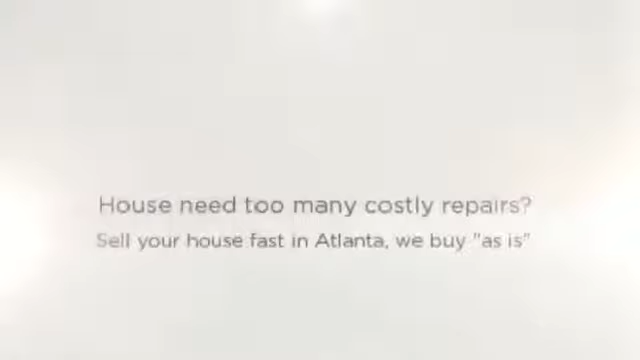 House need too many costly repairs?
Sell your house fast in Atlanta, we buy "as is"